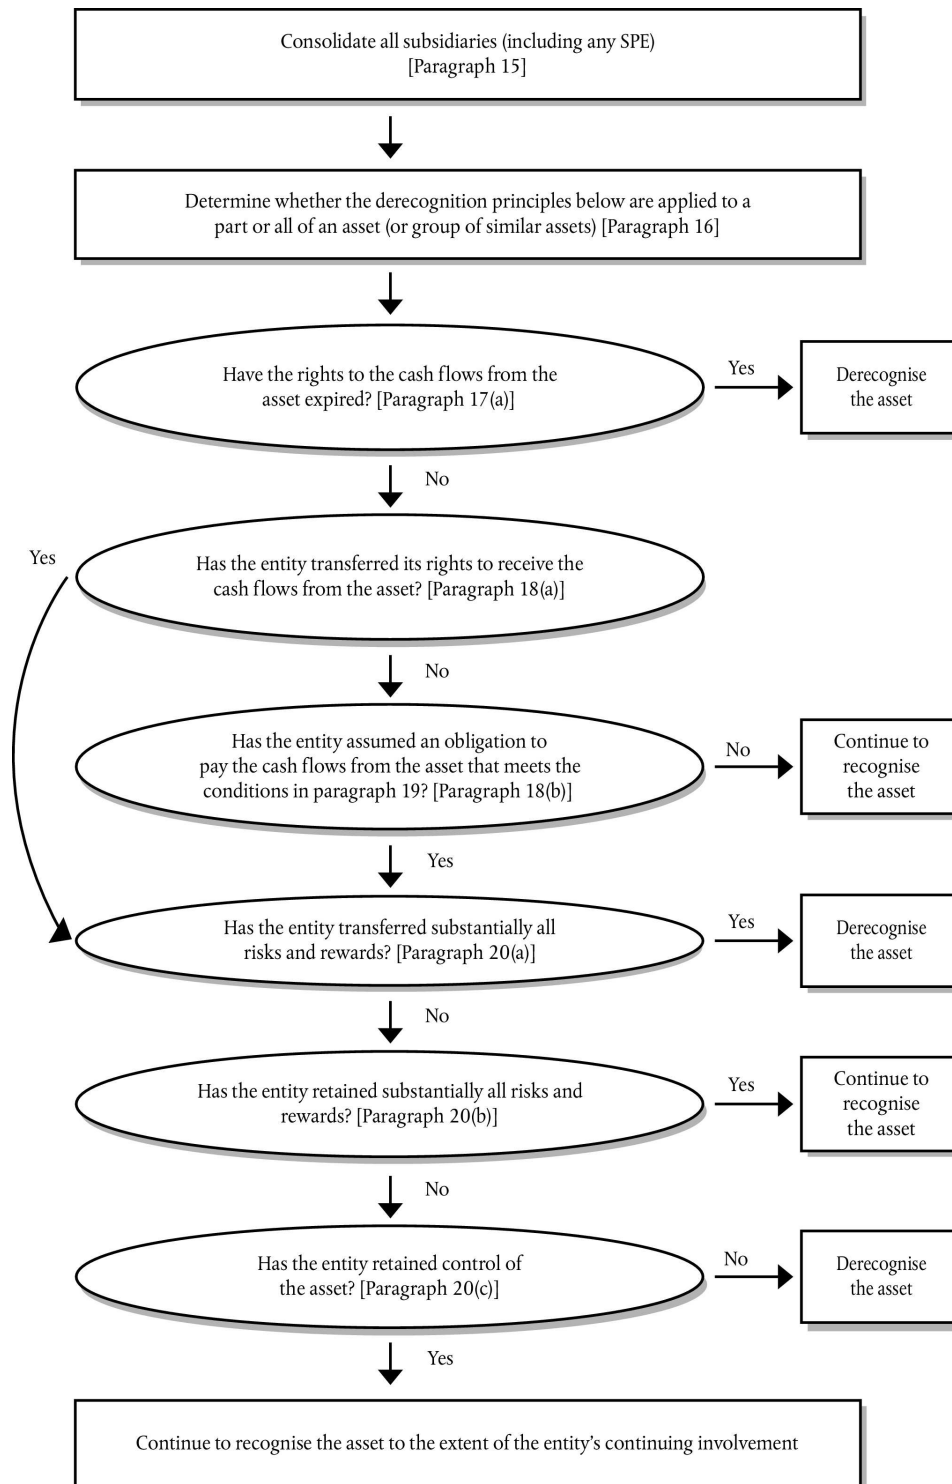 Consolidate all subsidiaries (including any SPE)
[Paragraph 15]
Determine whether the derecognition principles below are applied to a
part or all of an asset (or group of similar assets) [Paragraph 16]
Have the rights to the cash flows from the
asset expired? [Paragraph 17(a)]
Yes
Derecognise
the asset
No
Yes
Has the entity transferred its rights to receive the
cash flows from the asset? [Paragraph 18(a)]
No
Has the entity assumed an obligation to
pay the cash flows from the asset that meets the
conditions in paragraph 19? [Paragraph 18(b)]
No
Continue to
recognise
the asset
Yes
Has the entity transferred substantially all
risks and rewards? [Paragraph 20(a)]
Yes
Derecognise
the asset
No
Has the entity retained substantially all risks and
rewards? [Paragraph 20(b)]
Yes
Continue to
recognise
the asset
No
Has the entity retained control of
the asset? [Paragraph 20(c)]
No
Derecognise
the asset
Yes
Continue to recognise the asset to the extent of the entity’s continuing involvement